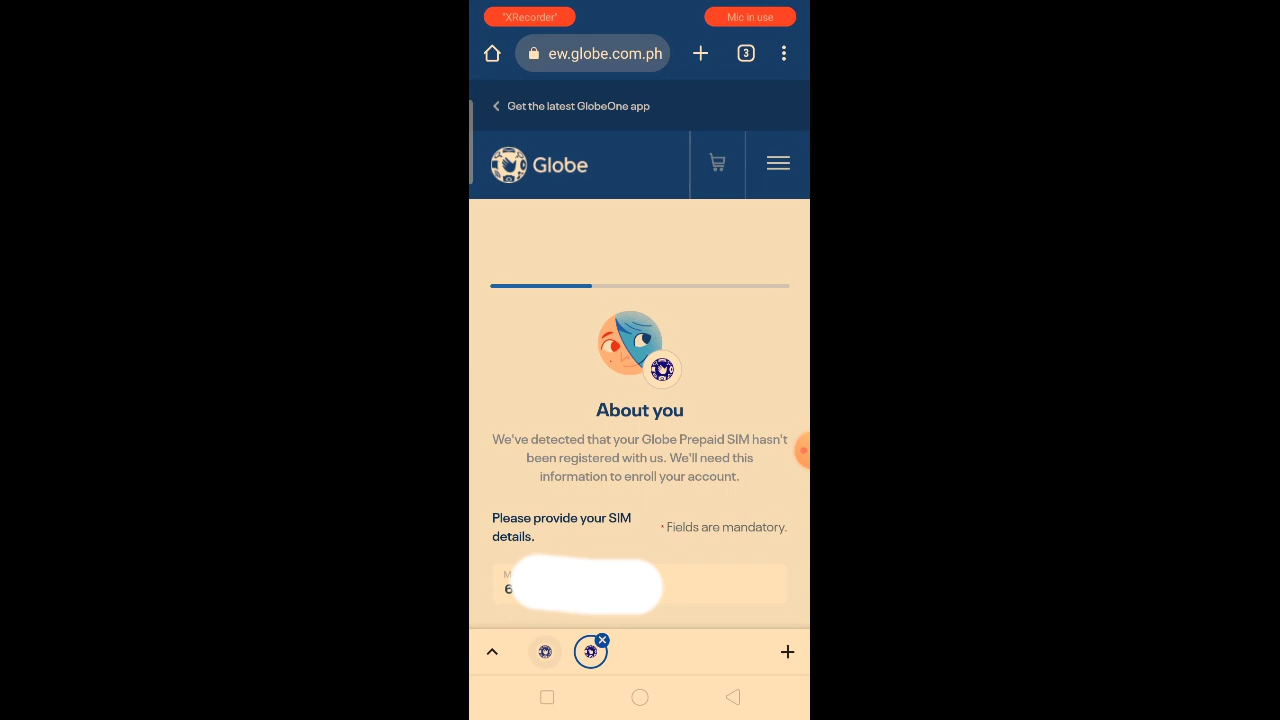 "XRecorder"
Mic in use
ew.globe.com.ph
3
Get the latest GlobeOne app
Globe
About you
We've detected that your Globe Prepaid SIM hasn't
been registered with us. We'll need this
information to enroll your account.
Please provide your SIM
details.
* Fields are mandatory.
M
6